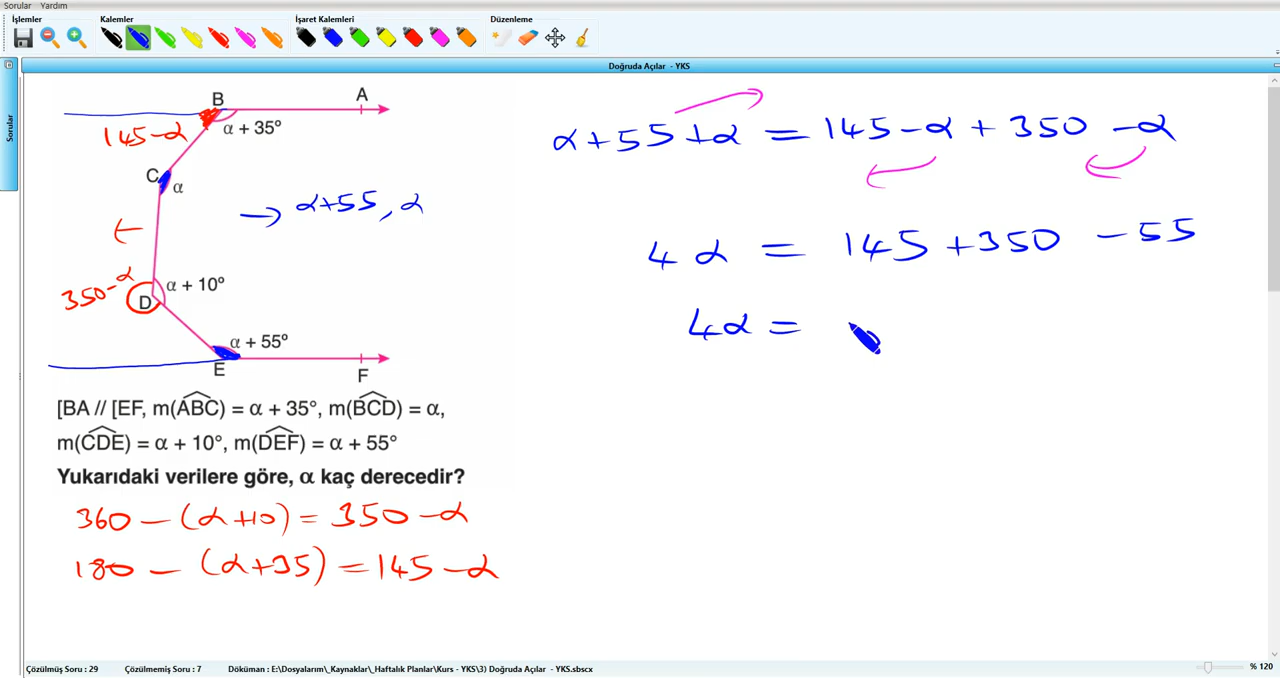 Sorular Yardım
İşlemler Kalemler İşaret Kalemleri Düzenleme
Doğruda Açılar - YKS
Sorular
B A
145-α α + 35°
C α
→ α+55, α
←
350-α D α + 10°
α + 55°
E F
[BA // [EF, m(ABC) = α + 35°, m(BCD) = α,
m(CDE) = α + 10°, m(DEF) = α + 55°
Yukarıdaki verilere göre, α kaç derecedir?
360 - (α+10) = 350 - α
180 - (α+35) = 145 - α
α+55+α = 145-α+350-α
4α = 145+350-55
4α =
Çözülmüş Soru : 29 Çözülmemiş Soru : 7 Döküman : E:\Dosyalarım\_Kaynaklar\_Haftalık Planlar\Kurs - YKS\3) Doğruda Açılar - YKS.sbscx % 120